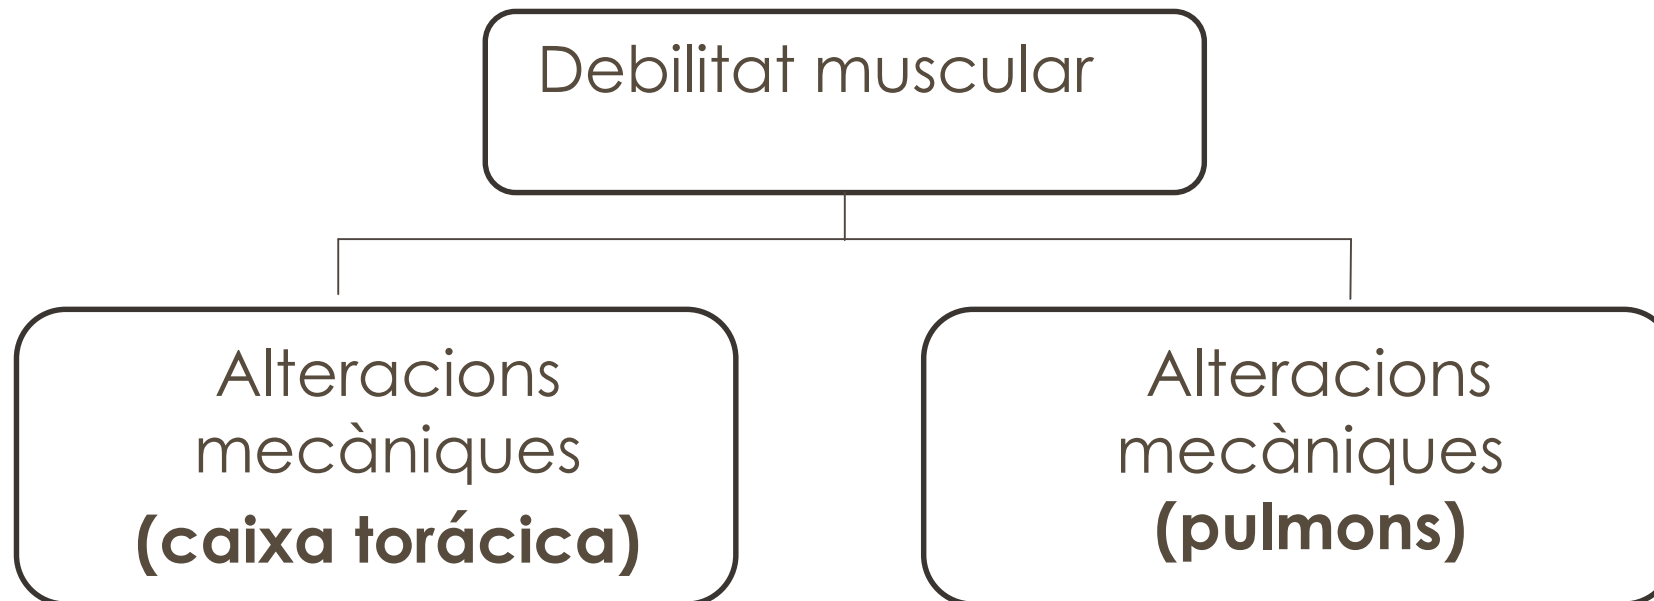 Debilitat muscular
Alteracions
mecàniques
(caixa torácica)
Alteracions
mecàniques
(pulmons)